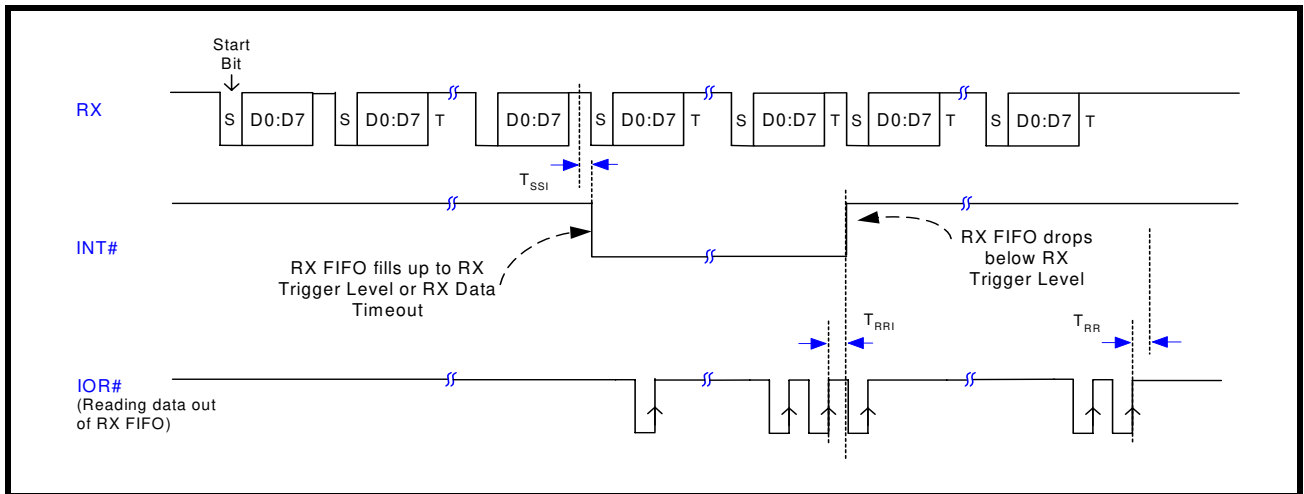 Start
Bit
RX
S D0:D7 S D0:D7 T D0:D7 S D0:D7 T S D0:D7 T S D0:D7 T S D0:D7 T
TSSI
INT#
RX FIFO fills up to RX
Trigger Level or RX Data
Timeout
RX FIFO drops
below RX
Trigger Level
TRRI
TRR
IOR#
(Reading data out
of RX FIFO)